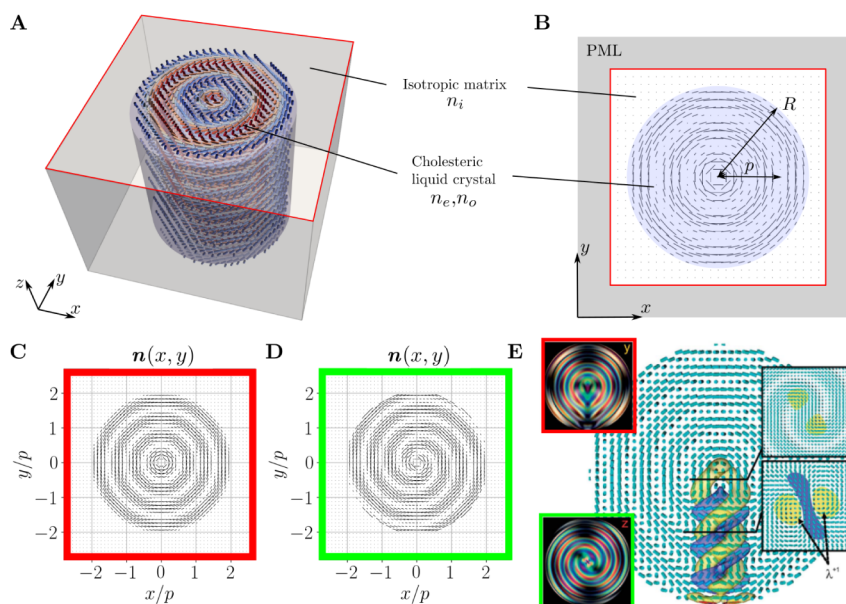 A
Isotropic matrix
n_i
Cholesteric
liquid crystal
n_e,n_o
z
y
x
B
PML
R
p
y
x
C
n(x, y)
2
1
0
−1
−2
y/p
−2 −1 0 1 2
x/p
D
n(x, y)
2
1
0
−1
−2
y/p
−2 −1 0 1 2
x/p
E
y
z
λ⁺¹